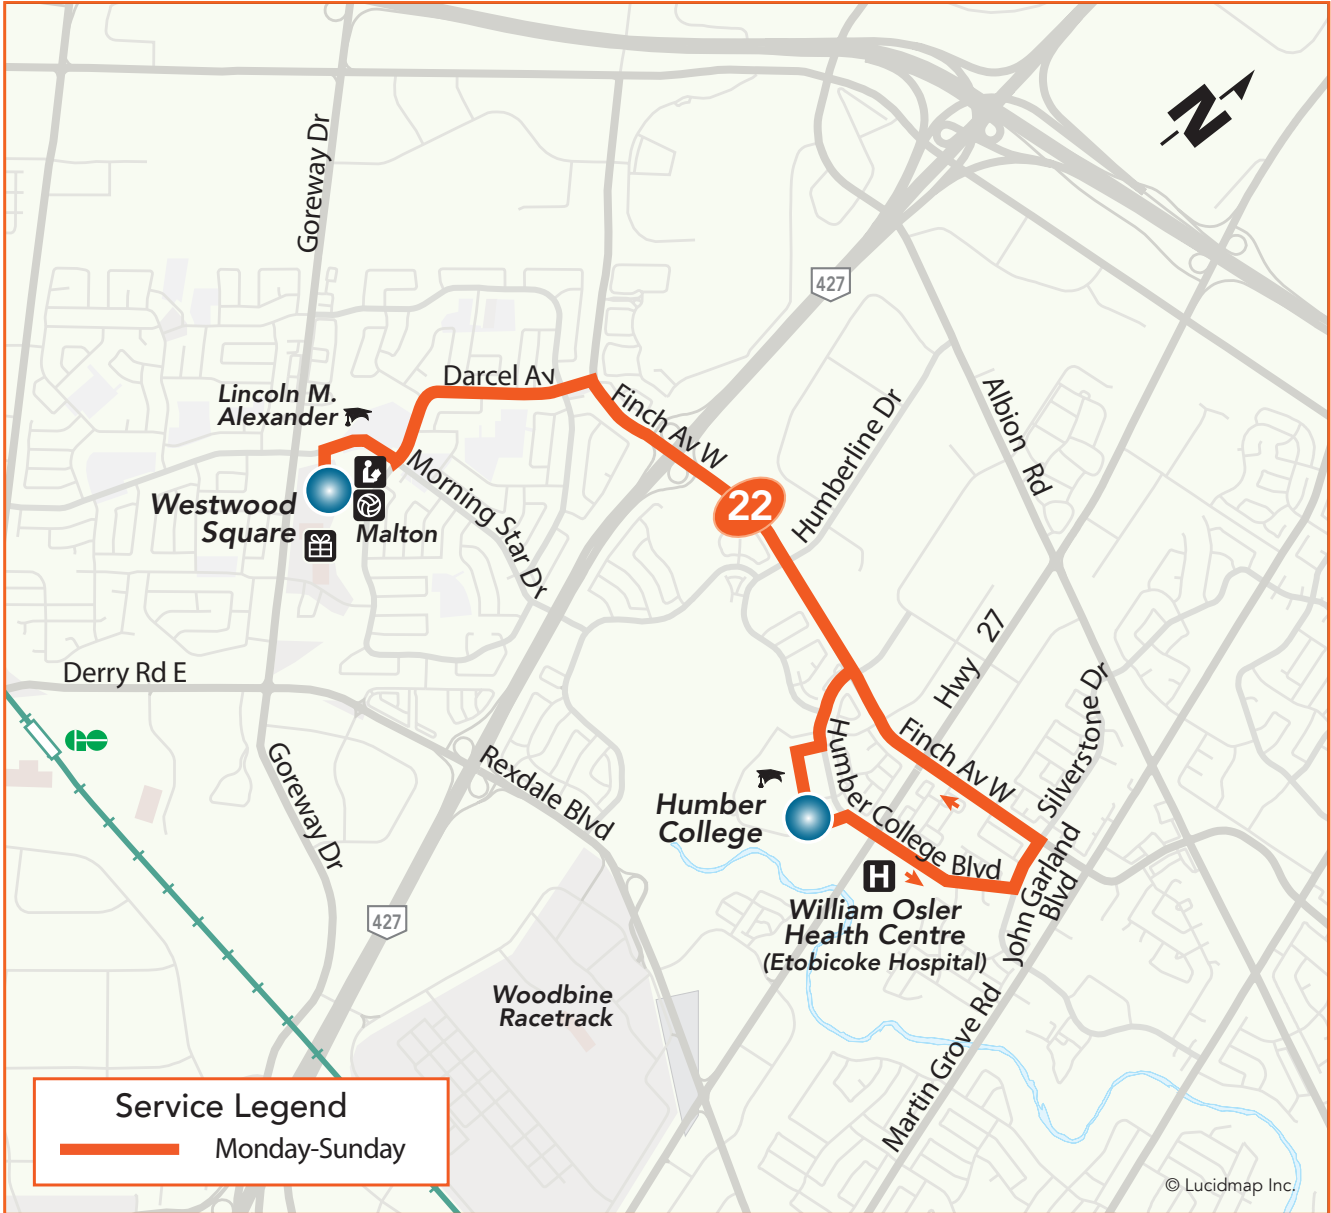 Goreway Dr
N
427
Darcel Av
Lincoln M.
Alexander
Finch Av W
Humberline Dr
Albion Rd
Morning Star Dr
Westwood
Square
Malton
22
Hwy 27
Derry Rd E
GO
Goreway Dr
Rexdale Blvd
Humber College Blvd
Finch Av W
Silverstone Dr
Humber
College
John Garland
Blvd
H
William Osler
Health Centre
(Etobicoke Hospital)
427
Woodbine
Racetrack
Martin Grove Rd
Service Legend
Monday-Sunday
© Lucidmap Inc.